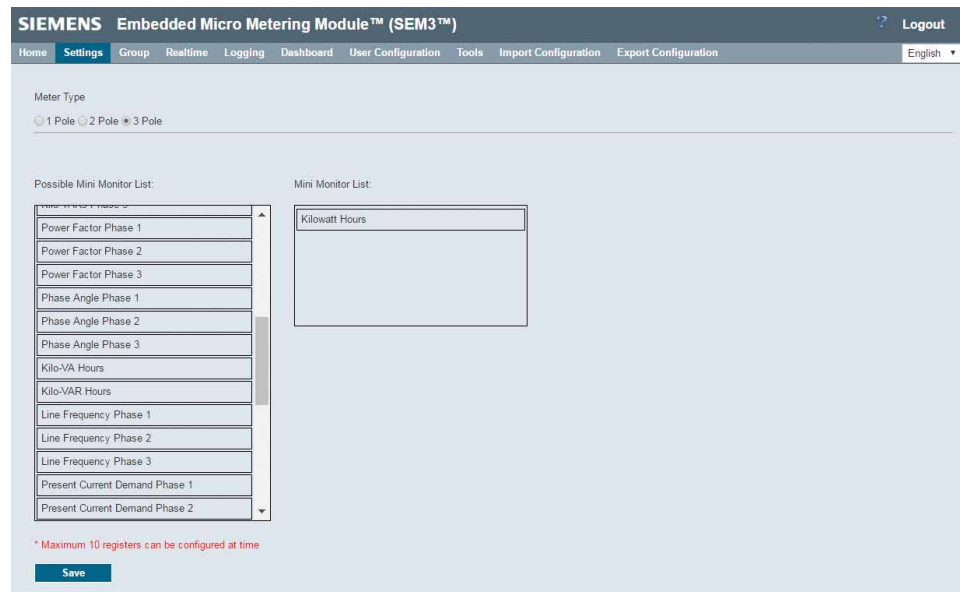 SIEMENS Embedded Micro Metering Module™ (SEM3™) ? Logout
Home Settings Group Realtime Logging Dashboard User Configuration Tools Import Configuration Export Configuration English
Meter Type
1 Pole 2 Pole 3 Pole
Possible Mini Monitor List: Mini Monitor List:
Kilowatt Hours
Power Factor Phase 1
Power Factor Phase 2
Power Factor Phase 3
Phase Angle Phase 1
Phase Angle Phase 2
Phase Angle Phase 3
Kilo-VA Hours
Kilo-VAR Hours
Line Frequency Phase 1
Line Frequency Phase 2
Line Frequency Phase 3
Present Current Demand Phase 1
Present Current Demand Phase 2
* Maximum 10 registers can be configured at time
Save